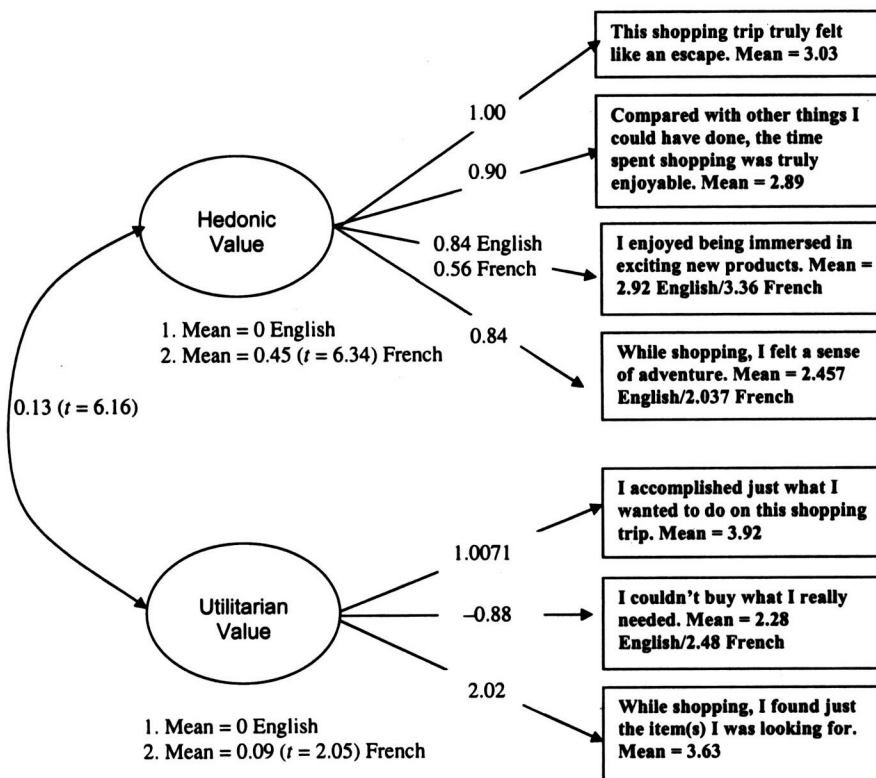 This shopping trip truly felt
like an escape. Mean = 3.03
1.00
Compared with other things I
could have done, the time
spent shopping was truly
enjoyable. Mean = 2.89
0.90
Hedonic
Value
0.84 English
0.56 French
I enjoyed being immersed in
exciting new products. Mean =
2.92 English/3.36 French
1. Mean = 0 English
2. Mean = 0.45 (t = 6.34) French
0.84
While shopping, I felt a sense
of adventure. Mean = 2.457
English/2.037 French
0.13 (t = 6.16)
I accomplished just what I
wanted to do on this shopping
trip. Mean = 3.92
1.0071
Utilitarian
Value
–0.88
I couldn’t buy what I really
needed. Mean = 2.28
English/2.48 French
2.02
While shopping, I found just
the item(s) I was looking for.
Mean = 3.63
1. Mean = 0 English
2. Mean = 0.09 (t = 2.05) French